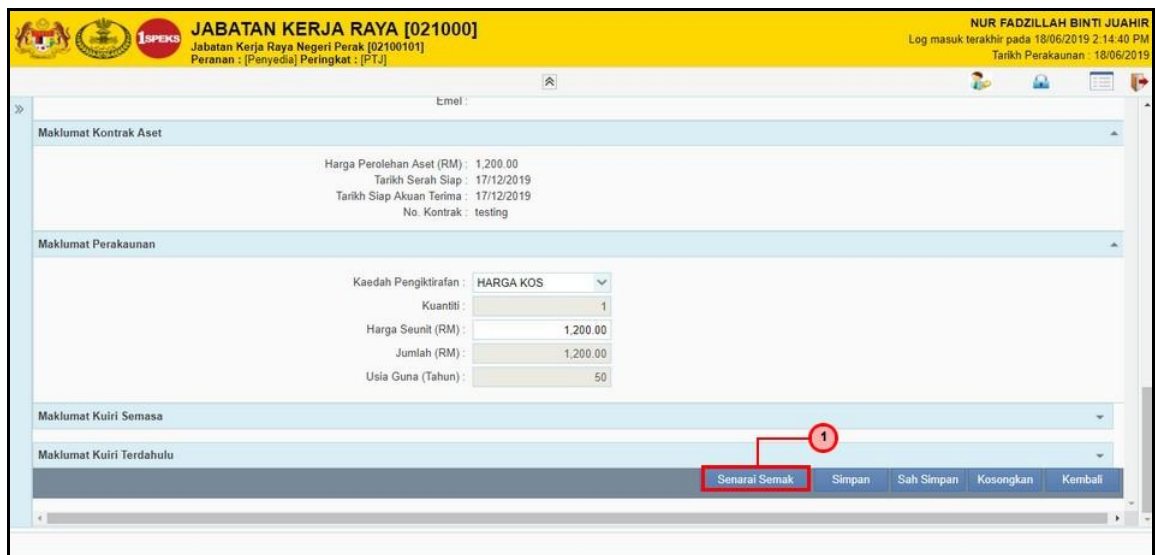 1SPEKS
JABATAN KERJA RAYA [021000]
Jabatan Kerja Raya Negeri Perak [02100101]
Peranan : [Penyedia] Peringkat : [PTJ]
NUR FADZILLAH BINTI JUAHIR
Log masuk terakhir pada 18/06/2019 2:14:40 PM
Tarikh Perakaunan : 18/06/2019
Emel :
Maklumat Kontrak Aset
Harga Perolehan Aset (RM) : 1,200.00
Tarikh Serah Siap : 17/12/2019
Tarikh Siap Akuan Terima : 17/12/2019
No. Kontrak : testing
Maklumat Perakaunan
Kaedah Pengiktirafan : HARGA KOS
Kuantiti : 1
Harga Seunit (RM) : 1,200.00
Jumlah (RM) : 1,200.00
Usia Guna (Tahun) : 50
Maklumat Kuiri Semasa
1
Maklumat Kuiri Terdahulu
Senarai Semak Simpan Sah Simpan Kosongkan Kembali